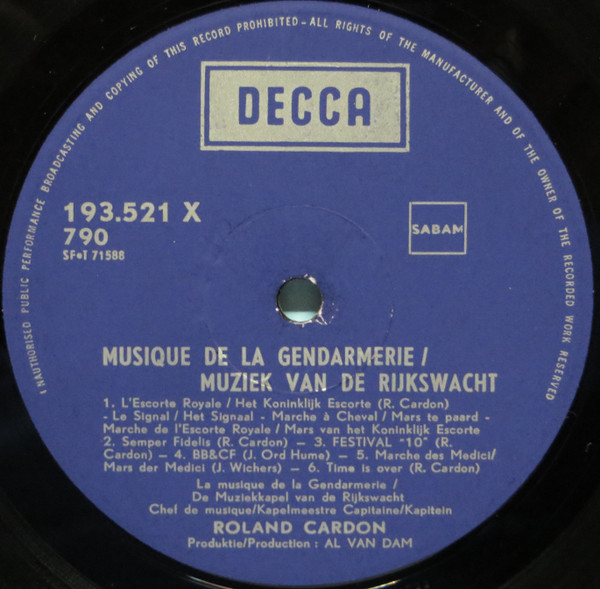 UNAUTHORISED PUBLIC PERFORMANCE BROADCASTING AND COPYING OF THIS RECORD PROHIBITED - ALL RIGHTS OF THE MANUFACTURER AND OF THE OWNER OF THE RECORDED WORK RESERVED
DECCA
193.521 X
790
SF•T 71588
SABAM
MUSIQUE DE LA GENDARMERIE /
MUZIEK VAN DE RIJKSWACHT
1. L'Escorte Royale / Het Koninklijk Escorte (R. Cardon)
- Le Signal / Het Signaal - Marche à Cheval / Mars te paard -
Marche de l'Escorte Royale / Mars van het Koninklijk Escorte
2. Semper Fidelis (R. Cardon) — 3. FESTIVAL "10" (R.
Cardon) — 4. BB&CF (J. Ord Hume) — 5. Marche des Medici/
Mars der Medici (J. Wichers) — 6. Time is over (R. Cardon)
La musique de la Gendarmerie /
De Muziekkapel van de Rijkswacht
Chef de musique/Kapelmeestre Capitaine/Kapitein
ROLAND CARDON
Produktie/Production : AL VAN DAM